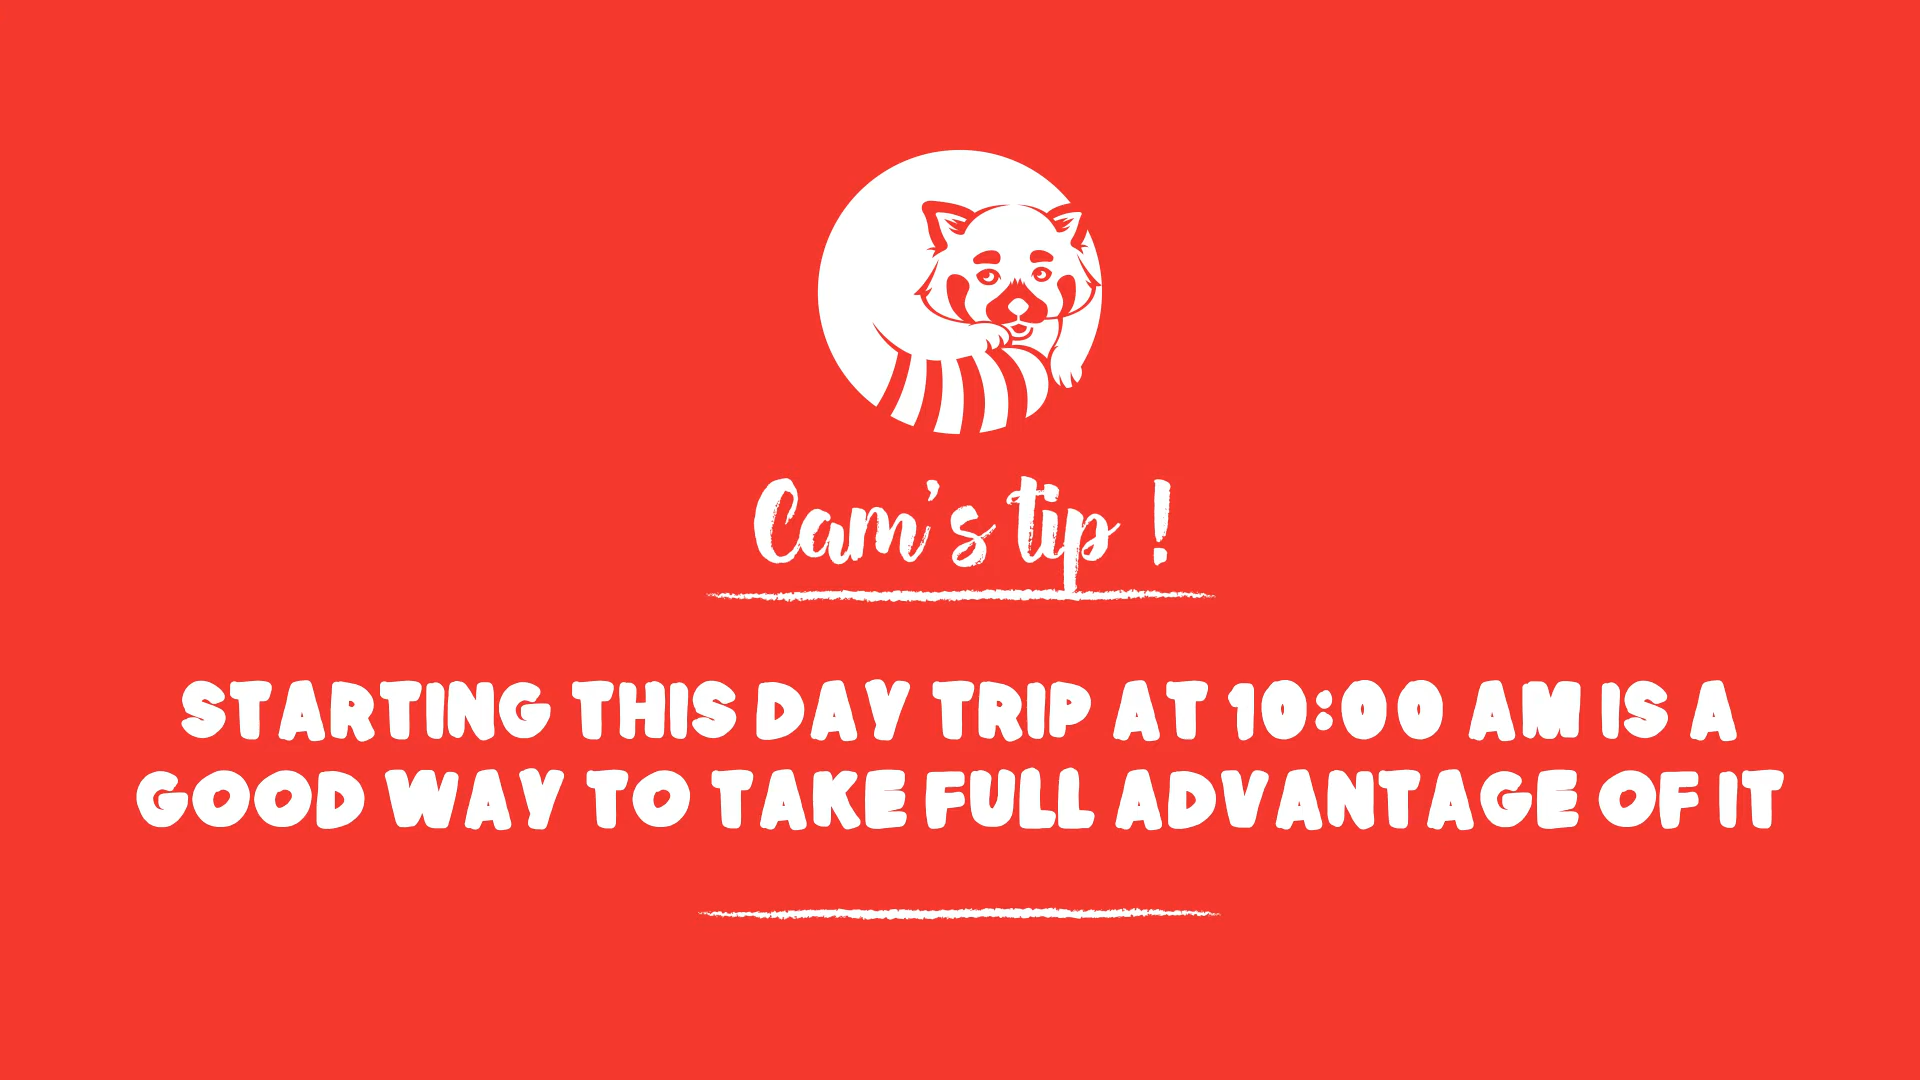 Cam's tip !
STARTING THIS DAY TRIP AT 10:00 AM IS A
GOOD WAY TO TAKE FULL ADVANTAGE OF IT